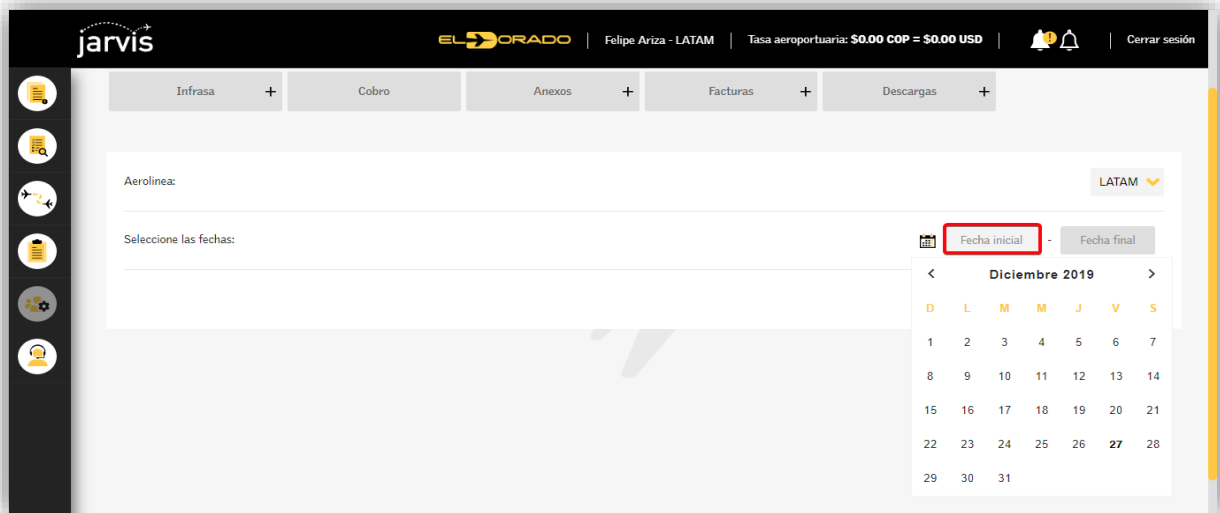 jarvis
EL DORADO | Felipe Ariza - LATAM | Tasa aeroportuaria: $0.00 COP = $0.00 USD | ! | Cerrar sesión
Infrasa + Cobro Anexos + Facturas + Descargas +
Aerolinea: LATAM
Seleccione las fechas: Fecha inicial - Fecha final
< Diciembre 2019 >
D L M M J V S
1 2 3 4 5 6 7
8 9 10 11 12 13 14
15 16 17 18 19 20 21
22 23 24 25 26 27 28
29 30 31